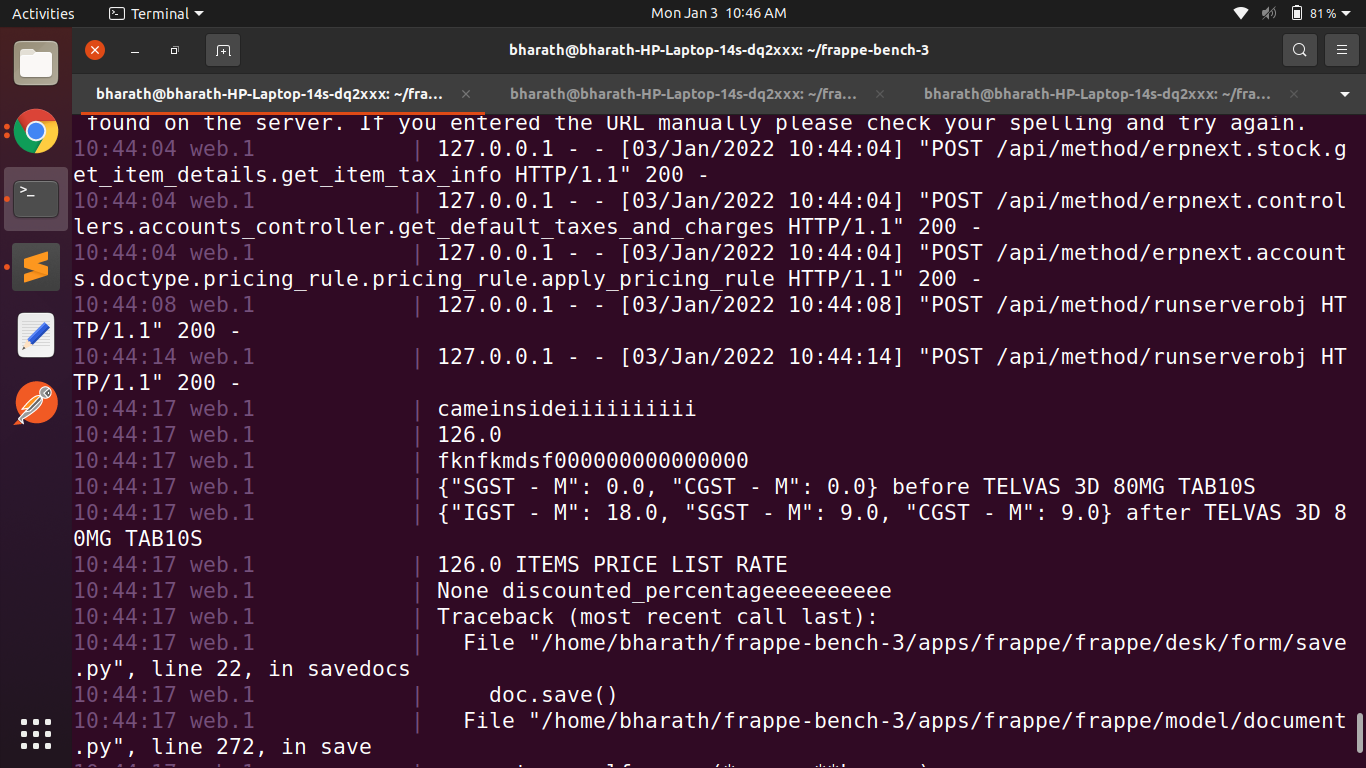 Activities
Terminal
Mon Jan 3 10:46 AM
81%
bharath@bharath-HP-Laptop-14s-dq2xxx: ~/frappe-bench-3
bharath@bharath-HP-Laptop-14s-dq2xxx: ~/fra...
bharath@bharath-HP-Laptop-14s-dq2xxx: ~/fra...
bharath@bharath-HP-Laptop-14s-dq2xxx: ~/fra...
found on the server. If you entered the URL manually please check your spelling and try again.
10:44:04 web.1 | 127.0.0.1 - - [03/Jan/2022 10:44:04] "POST /api/method/erpnext.stock.g
et_item_details.get_item_tax_info HTTP/1.1" 200 -
10:44:04 web.1 | 127.0.0.1 - - [03/Jan/2022 10:44:04] "POST /api/method/erpnext.control
lers.accounts_controller.get_default_taxes_and_charges HTTP/1.1" 200 -
10:44:04 web.1 | 127.0.0.1 - - [03/Jan/2022 10:44:04] "POST /api/method/erpnext.account
s.doctype.pricing_rule.pricing_rule.apply_pricing_rule HTTP/1.1" 200 -
10:44:08 web.1 | 127.0.0.1 - - [03/Jan/2022 10:44:08] "POST /api/method/runserverobj HT
TP/1.1" 200 -
10:44:14 web.1 | 127.0.0.1 - - [03/Jan/2022 10:44:14] "POST /api/method/runserverobj HT
TP/1.1" 200 -
10:44:17 web.1 | cameinsideiiiiiiiiii
10:44:17 web.1 | 126.0
10:44:17 web.1 | fknfkmdsf000000000000000
10:44:17 web.1 | {"SGST - M": 0.0, "CGST - M": 0.0} before TELVAS 3D 80MG TAB10S
10:44:17 web.1 | {"IGST - M": 18.0, "SGST - M": 9.0, "CGST - M": 9.0} after TELVAS 3D 8
0MG TAB10S
10:44:17 web.1 | 126.0 ITEMS PRICE LIST RATE
10:44:17 web.1 | None discounted_percentageeeeeeeeee
10:44:17 web.1 | Traceback (most recent call last):
10:44:17 web.1 | File "/home/bharath/frappe-bench-3/apps/frappe/frappe/desk/form/save
.py", line 22, in savedocs
10:44:17 web.1 | doc.save()
10:44:17 web.1 | File "/home/bharath/frappe-bench-3/apps/frappe/frappe/model/document
.py", line 272, in save
10:44:17 web.1 |